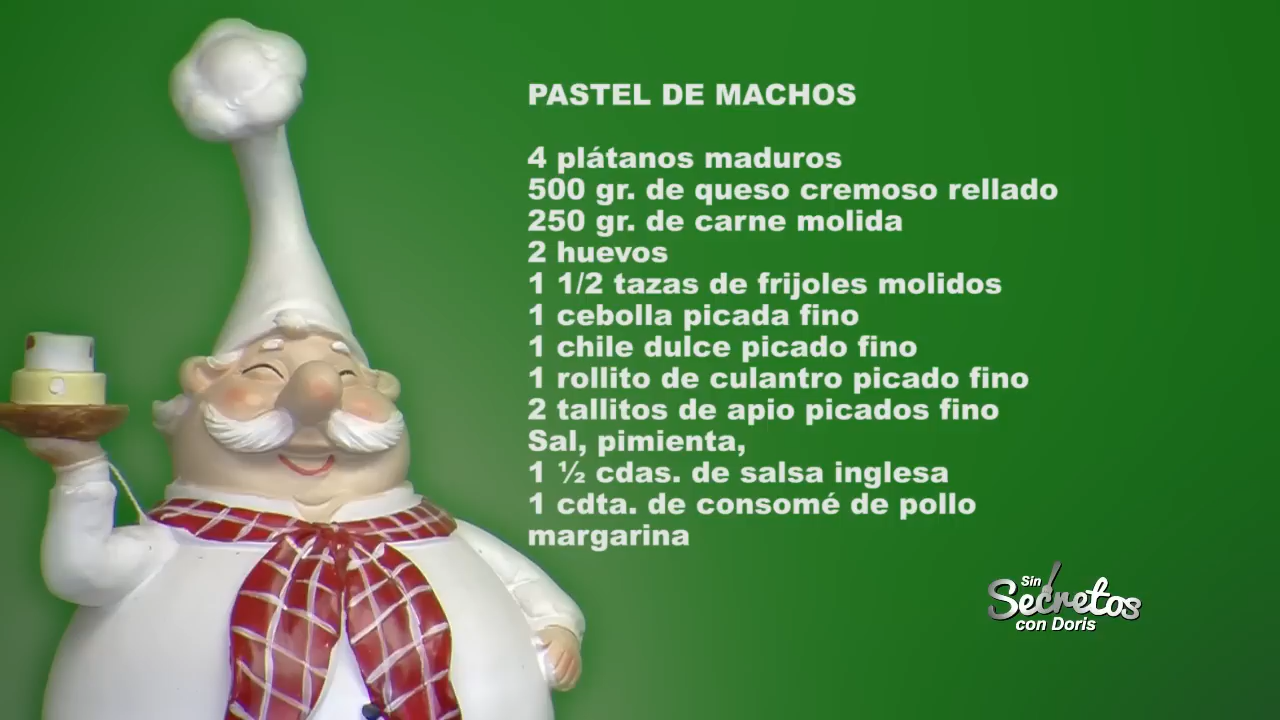 PASTEL DE MACHOS
4 plátanos maduros
500 gr. de queso cremoso rellado
250 gr. de carne molida
2 huevos
1 1/2 tazas de frijoles molidos
1 cebolla picada fino
1 chile dulce picado fino
1 rollito de culantro picado fino
2 tallitos de apio picados fino
Sal, pimienta,
1 ½ cdas. de salsa inglesa
1 cdta. de consomé de pollo
margarina
Sin
Secretos
con Doris